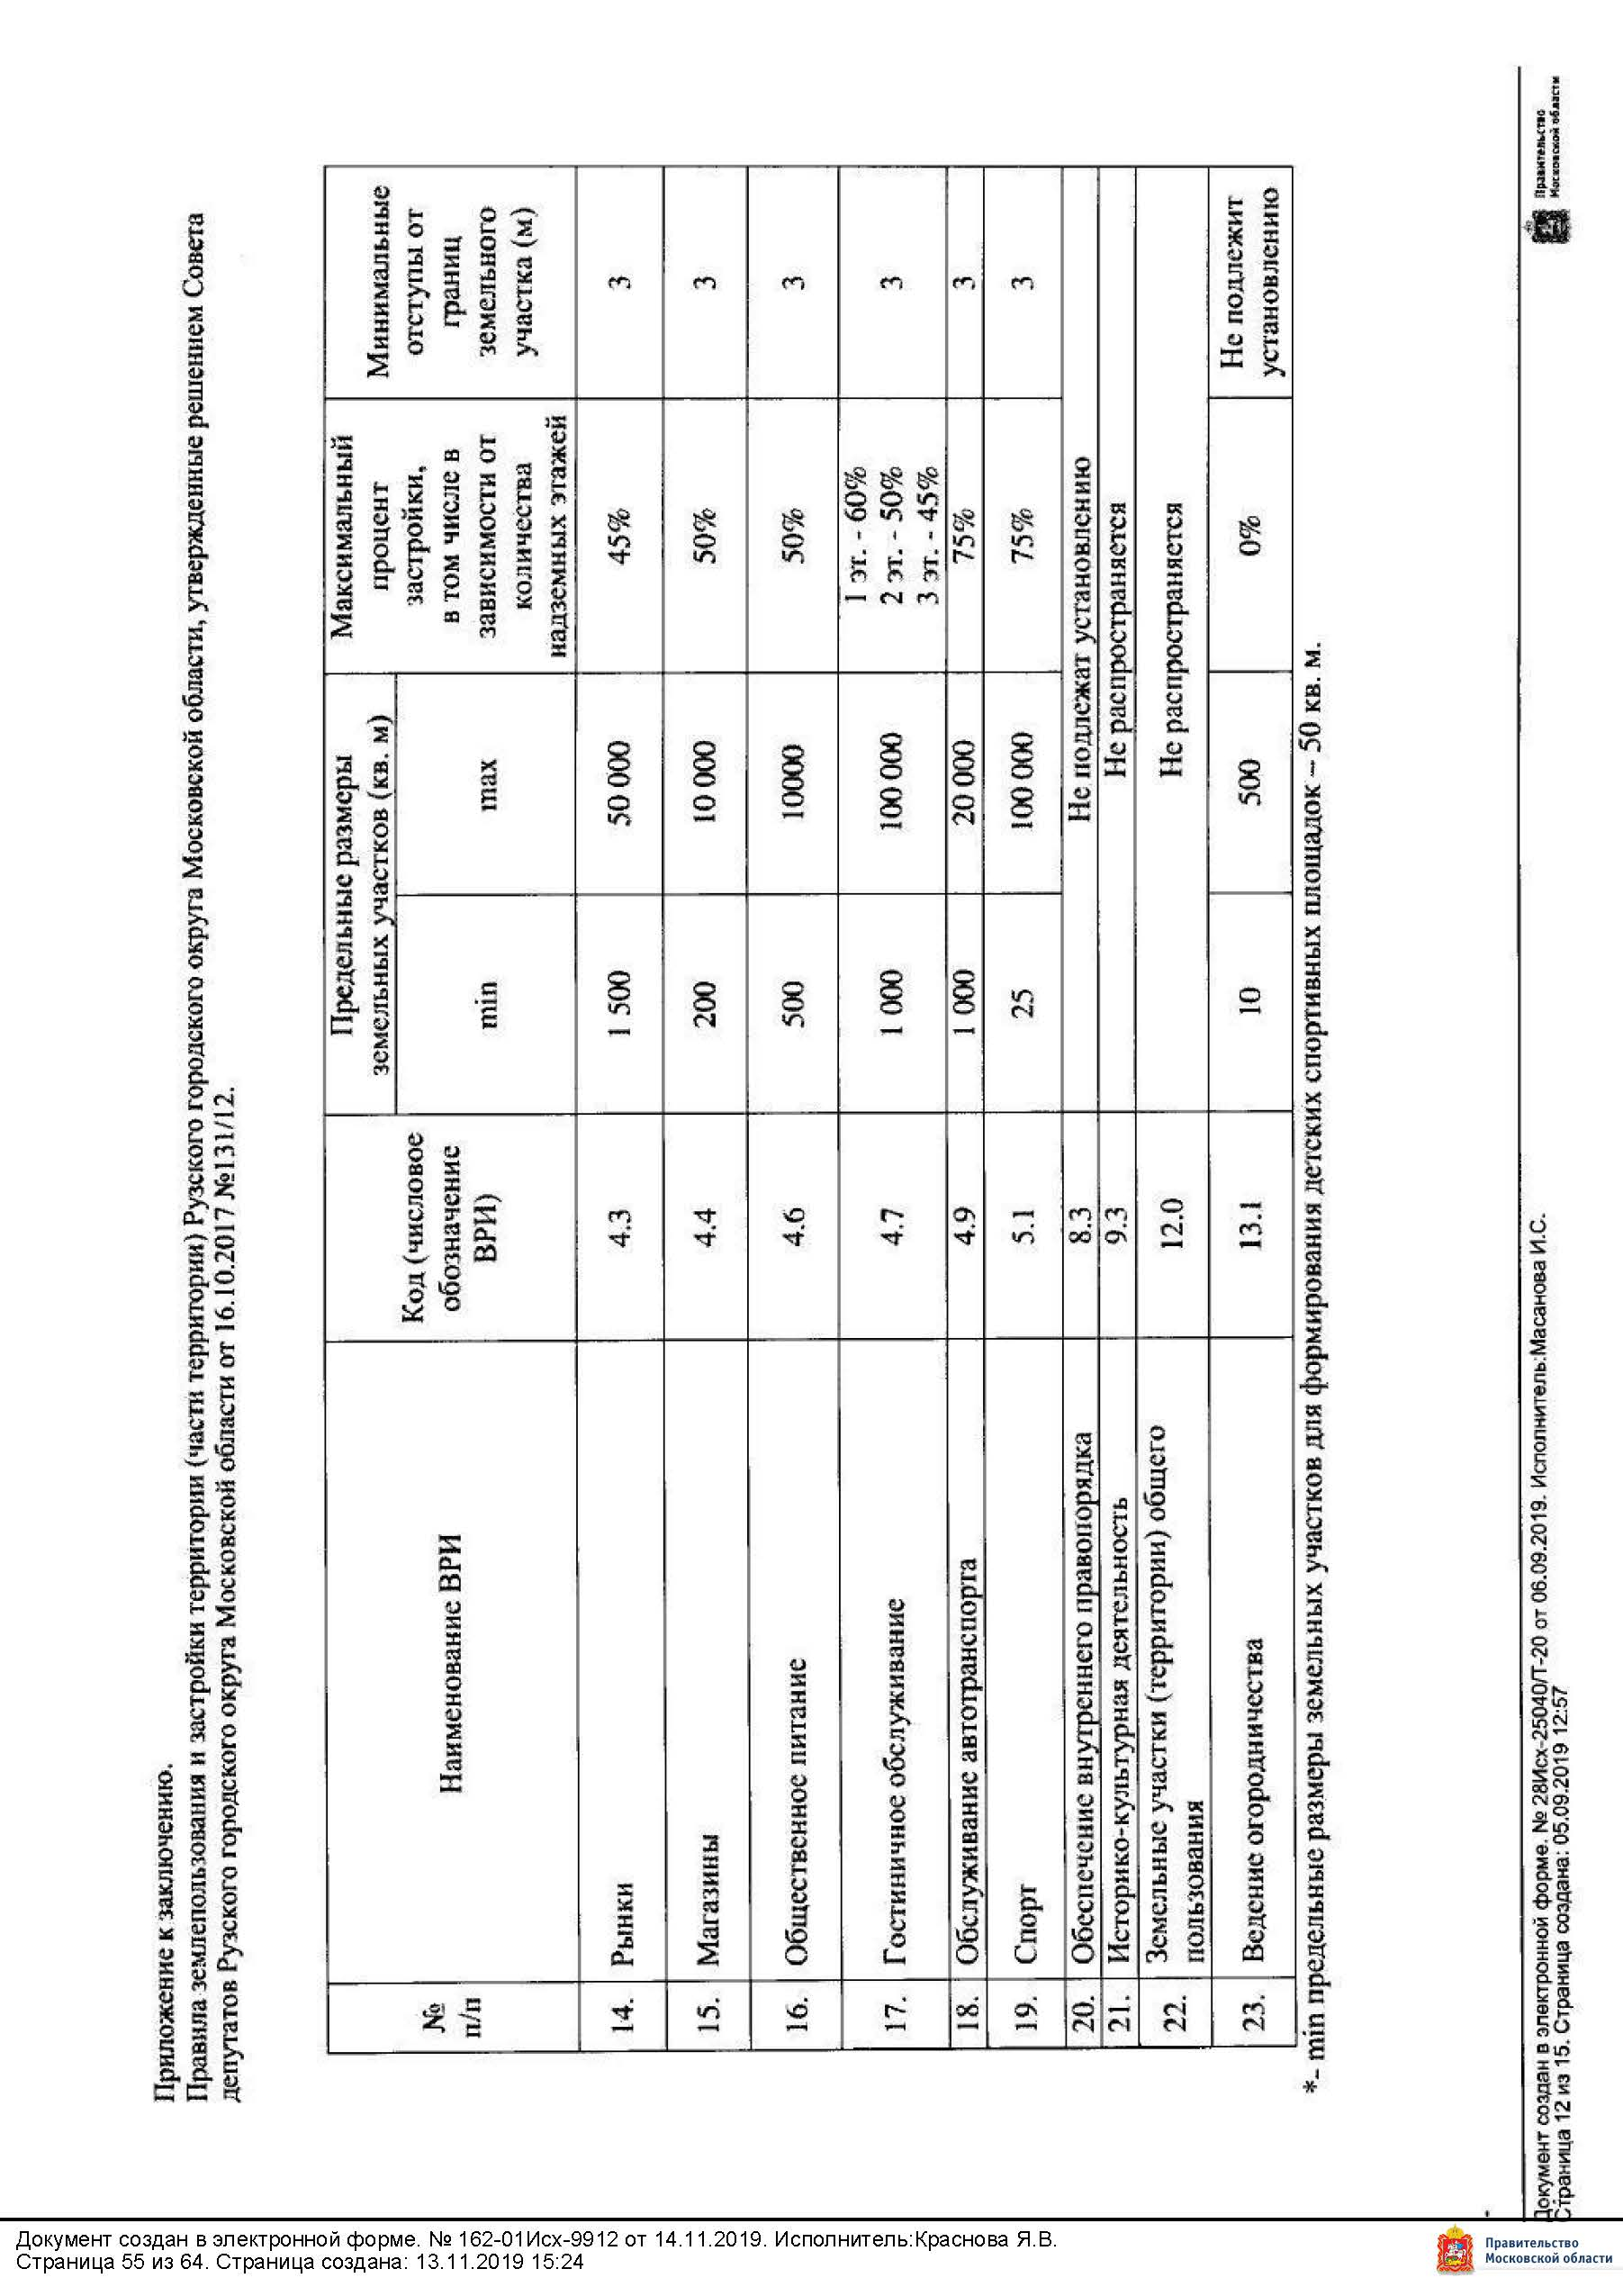 Приложение к заключению.
Правила землепользования и застройки территории (части территории) Рузского городского округа Московской области, утвержденные решением Совета
депутатов Рузского городского округа Московской области от 16.10.2017 №131/12.
№
п/п
Наименование ВРИ
Код (числовое
обозначение
ВРИ)
Предельные размеры
земельных участков (кв. м)
min
max
Максимальный
процент
застройки,
в том числе в
зависимости от
количества
надземных этажей
Минимальные
отступы от
границ
земельного
участка (м)
14. Рынки 4.3 1 500 50 000 45% 3
15. Магазины 4.4 200 10 000 50% 3
16. Общественное питание 4.6 500 10000 50% 3
17. Гостиничное обслуживание 4.7 1 000 100 000 1 эт. - 60%
2 эт. - 50%
3 эт. - 45%
3
18. Обслуживание автотранспорта 4.9 1 000 20 000 75% 3
19. Спорт 5.1 25 100 000 75% 3
20. Обеспечение внутреннего правопорядка 8.3 Не подлежат установлению
21. Историко-культурная деятельность 9.3 Не распространяется
22. Земельные участки (территории) общего
пользования
12.0 Не распространяется
23. Ведение огородничества 13.1 10 500 0% Не подлежит
установлению
*- min предельные размеры земельных участков для формирования детских спортивных площадок – 50 кв. м.
Документ создан в электронной форме. № 28Исх-25040/Т-20 от 06.09.2019. Исполнитель:Масанова И.С.
Страница 12 из 15. Страница создана: 05.09.2019 12:57
Правительство
Московской области
Документ создан в электронной форме. № 162-01Исх-9912 от 14.11.2019. Исполнитель:Краснова Я.В.
Страница 55 из 64. Страница создана: 13.11.2019 15:24
Правительство
Московской области